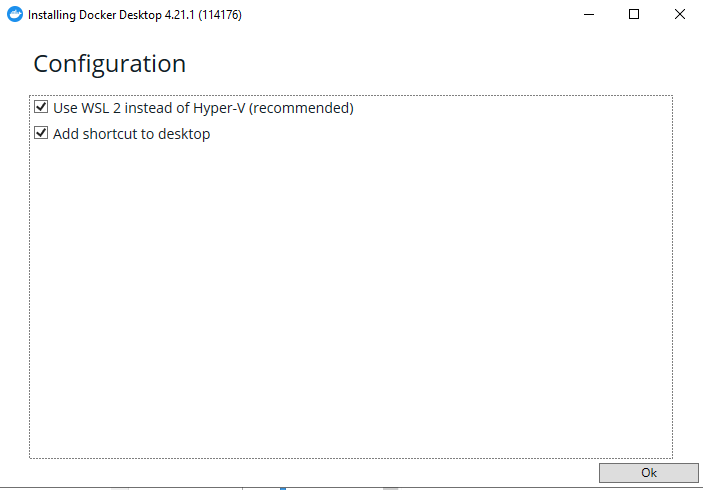 Installing Docker Desktop 4.21.1 (114176)
Configuration
Use WSL 2 instead of Hyper-V (recommended)
Add shortcut to desktop
Ok